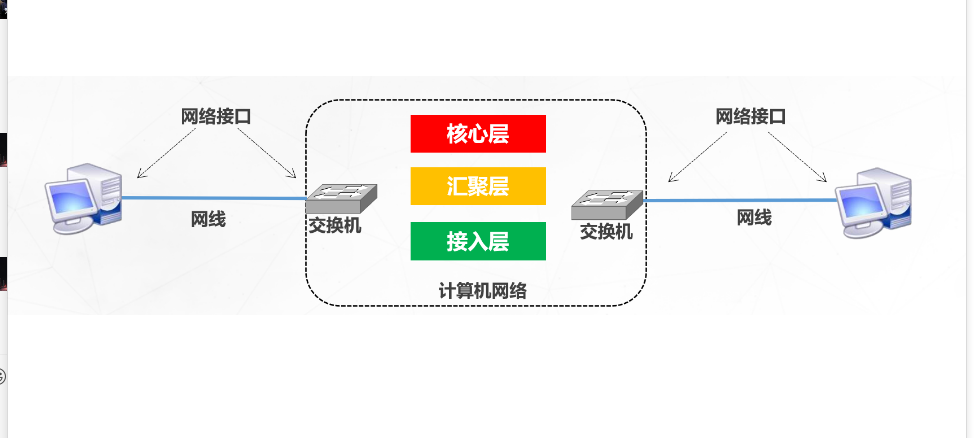 网络接口
网络接口
核心层
汇聚层
网线
交换机
网线
交换机
接入层
计算机网络